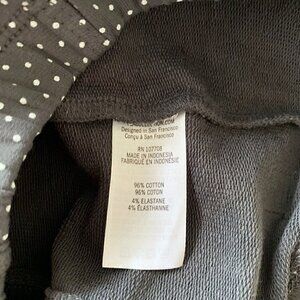 Designed in San Francisco
Conçu à San Francisco
RN 107708
MADE IN INDONESIA
FABRIQUÉ EN INDONÉSIE
96% COTTON
96% COTON
4% ELASTANE
4% ÉLASTHANNE